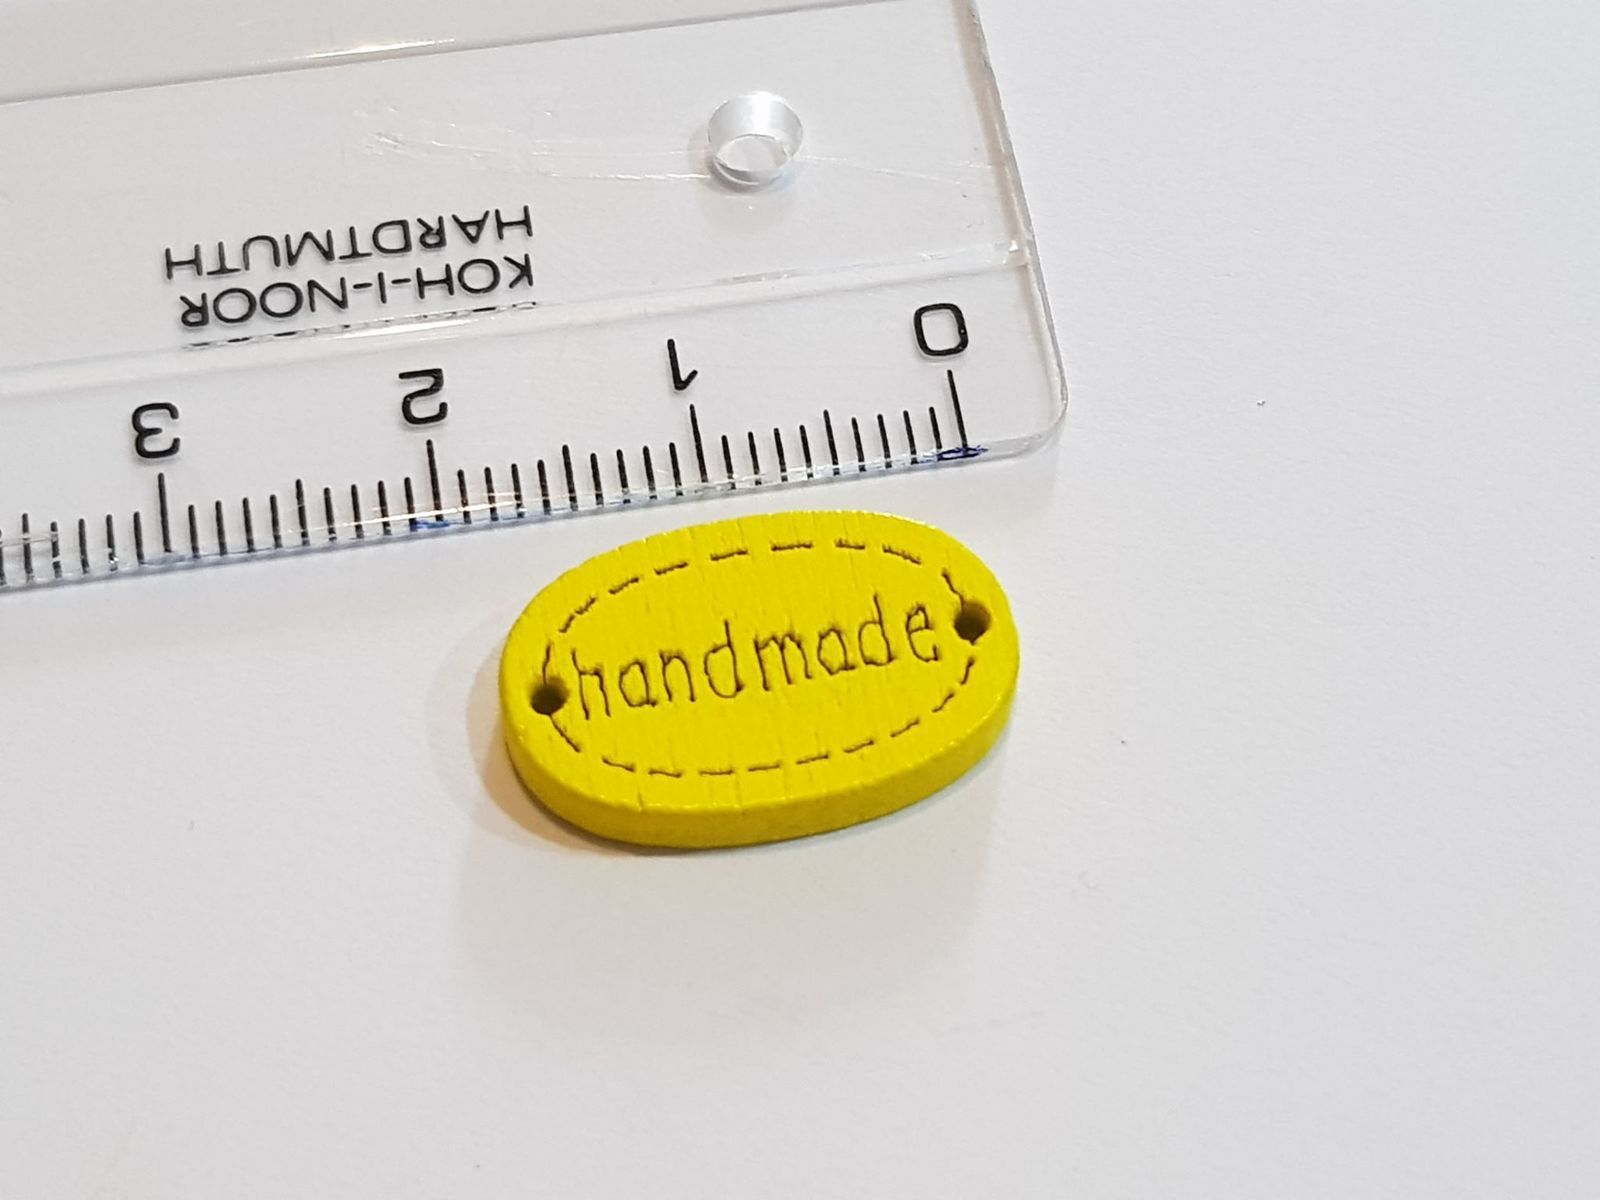 KOH-I-NOOR
HARDTMUTH
0 1 2 3
handmade